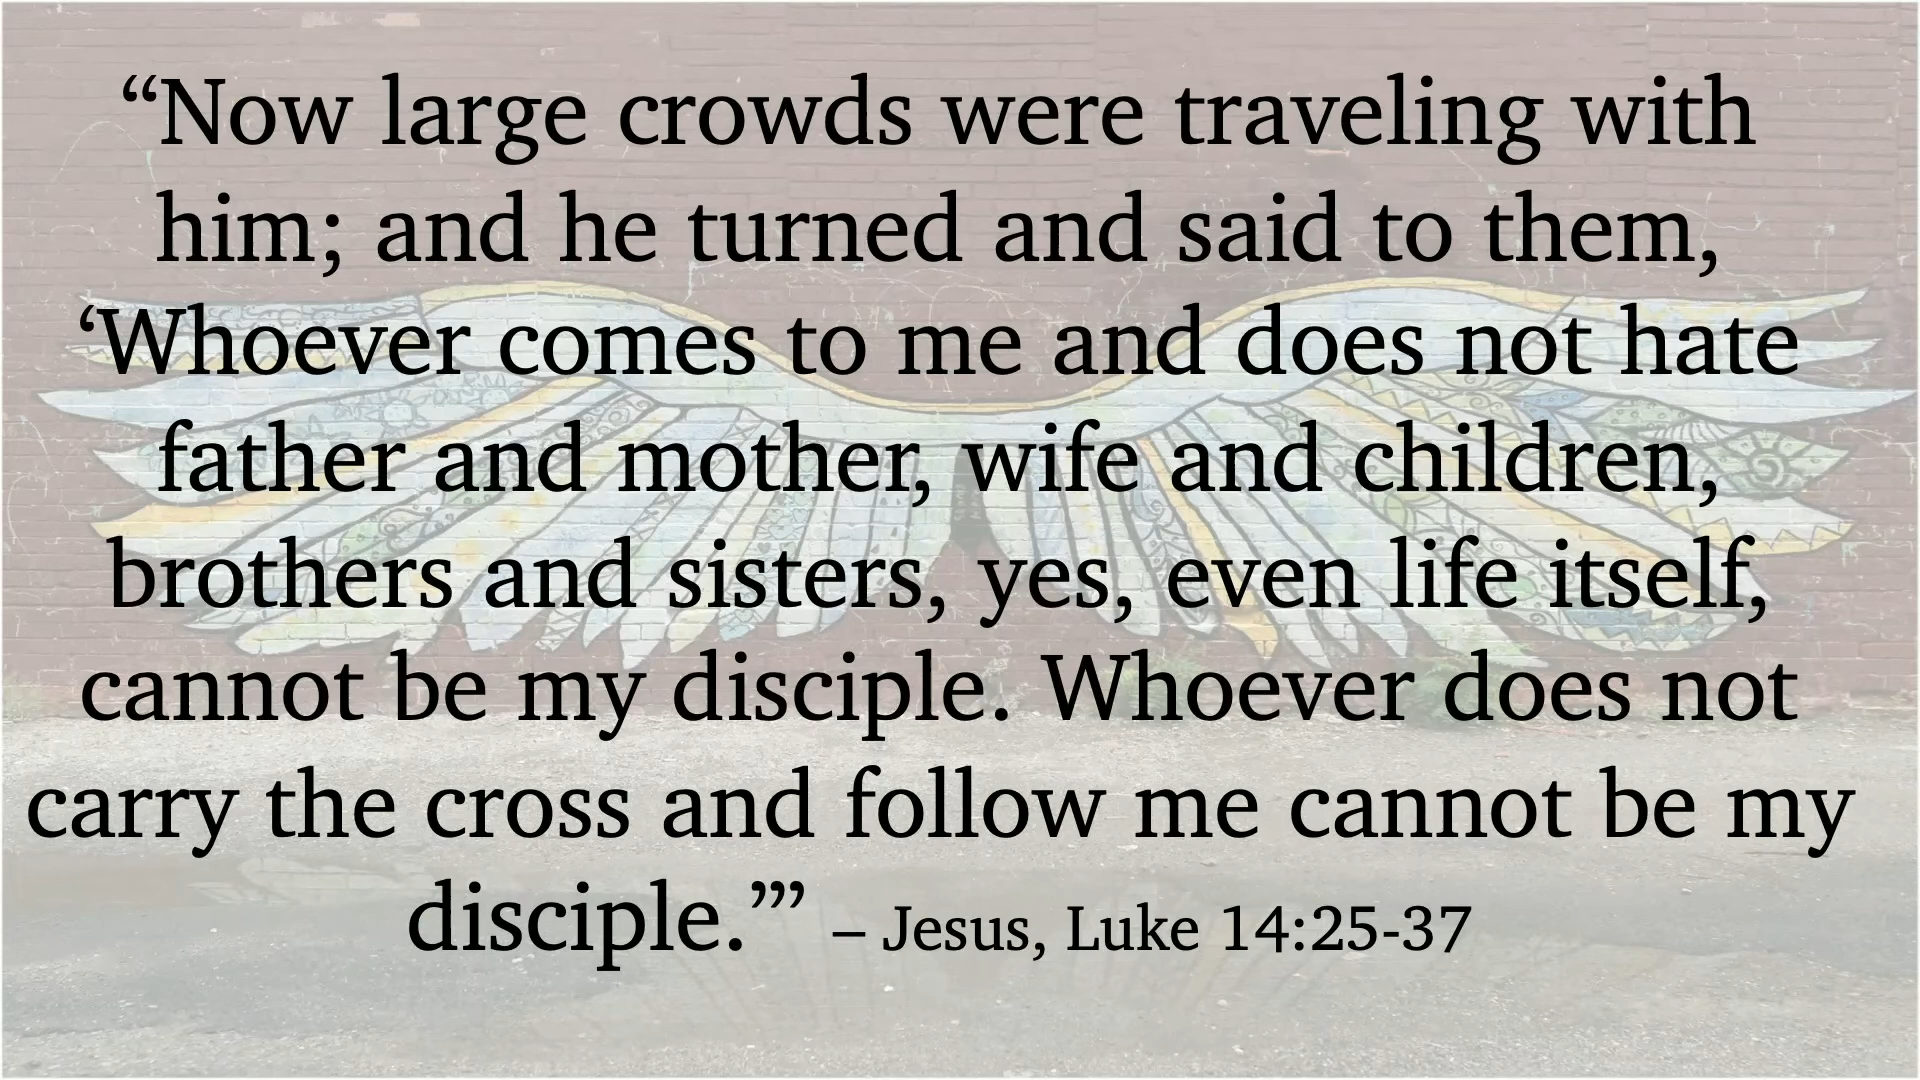 “Now large crowds were traveling with
him; and he turned and said to them,
‘Whoever comes to me and does not hate
father and mother, wife and children,
brothers and sisters, yes, even life itself,
cannot be my disciple. Whoever does not
carry the cross and follow me cannot be my
disciple.’” – Jesus, Luke 14:25-37